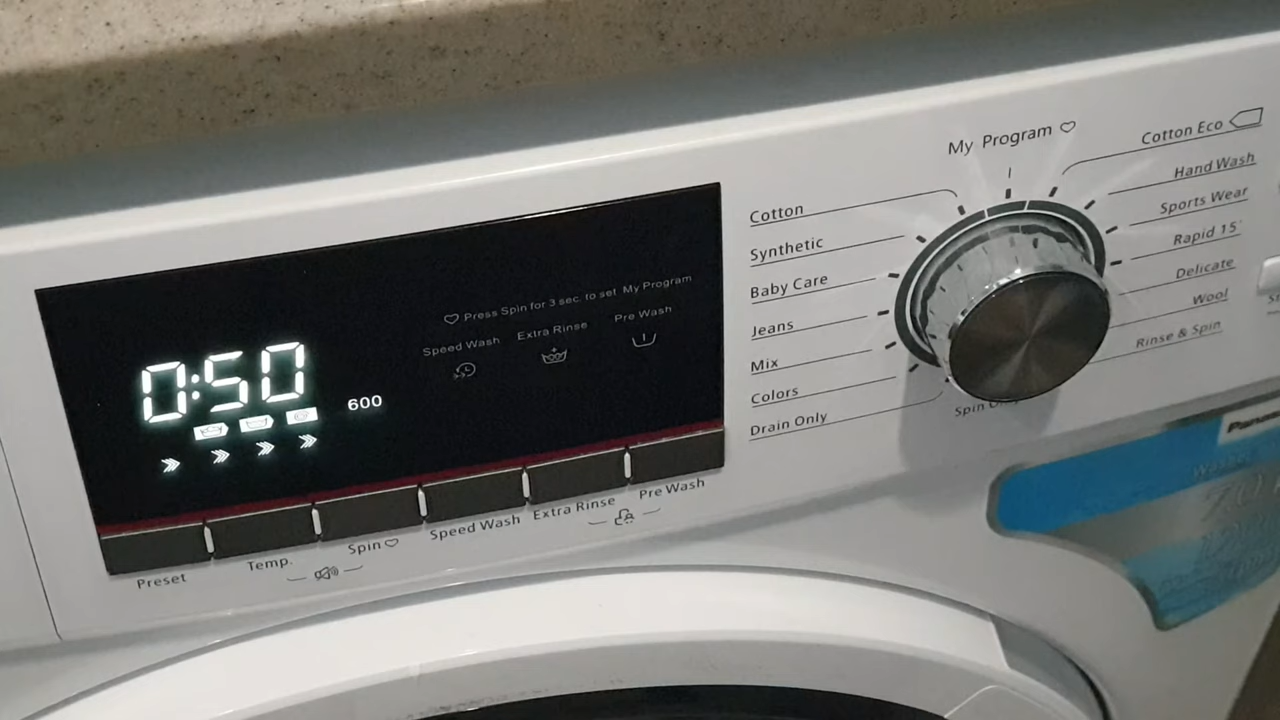 My Program
Cotton
Synthetic
Baby Care
Jeans
Mix
Colors
Drain Only
Cotton Eco
Hand Wash
Sports Wear
Rapid 15'
Delicate
Wool
Rinse & Spin
Press Spin for 3 sec. to set My Program
Speed Wash Extra Rinse Pre Wash
0:50
600
Preset Temp. Spin Speed Wash Extra Rinse Pre Wash